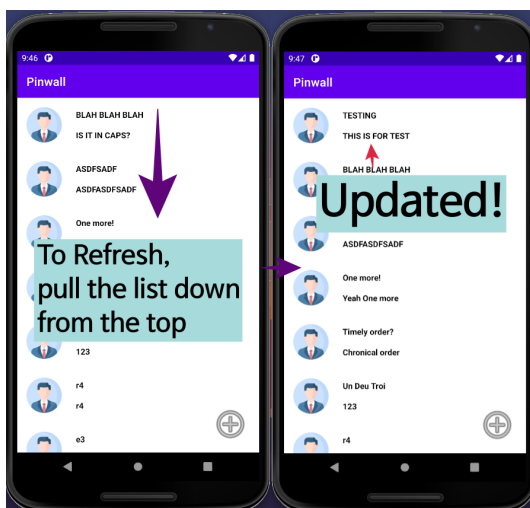 9:46
Pinwall
BLAH BLAH BLAH
IS IT IN CAPS?
ASDFSADF
ASDFASDFSADF
One more!
To Refresh,
pull the list down
from the top
123
r4
r4
e3
9:47
Pinwall
TESTING
THIS IS FOR TEST
BLAH BLAH BLAH
Updated!
ASDFASDFSADF
One more!
Yeah One more
Timely order?
Chronical order
Un Deu Troi
123
r4